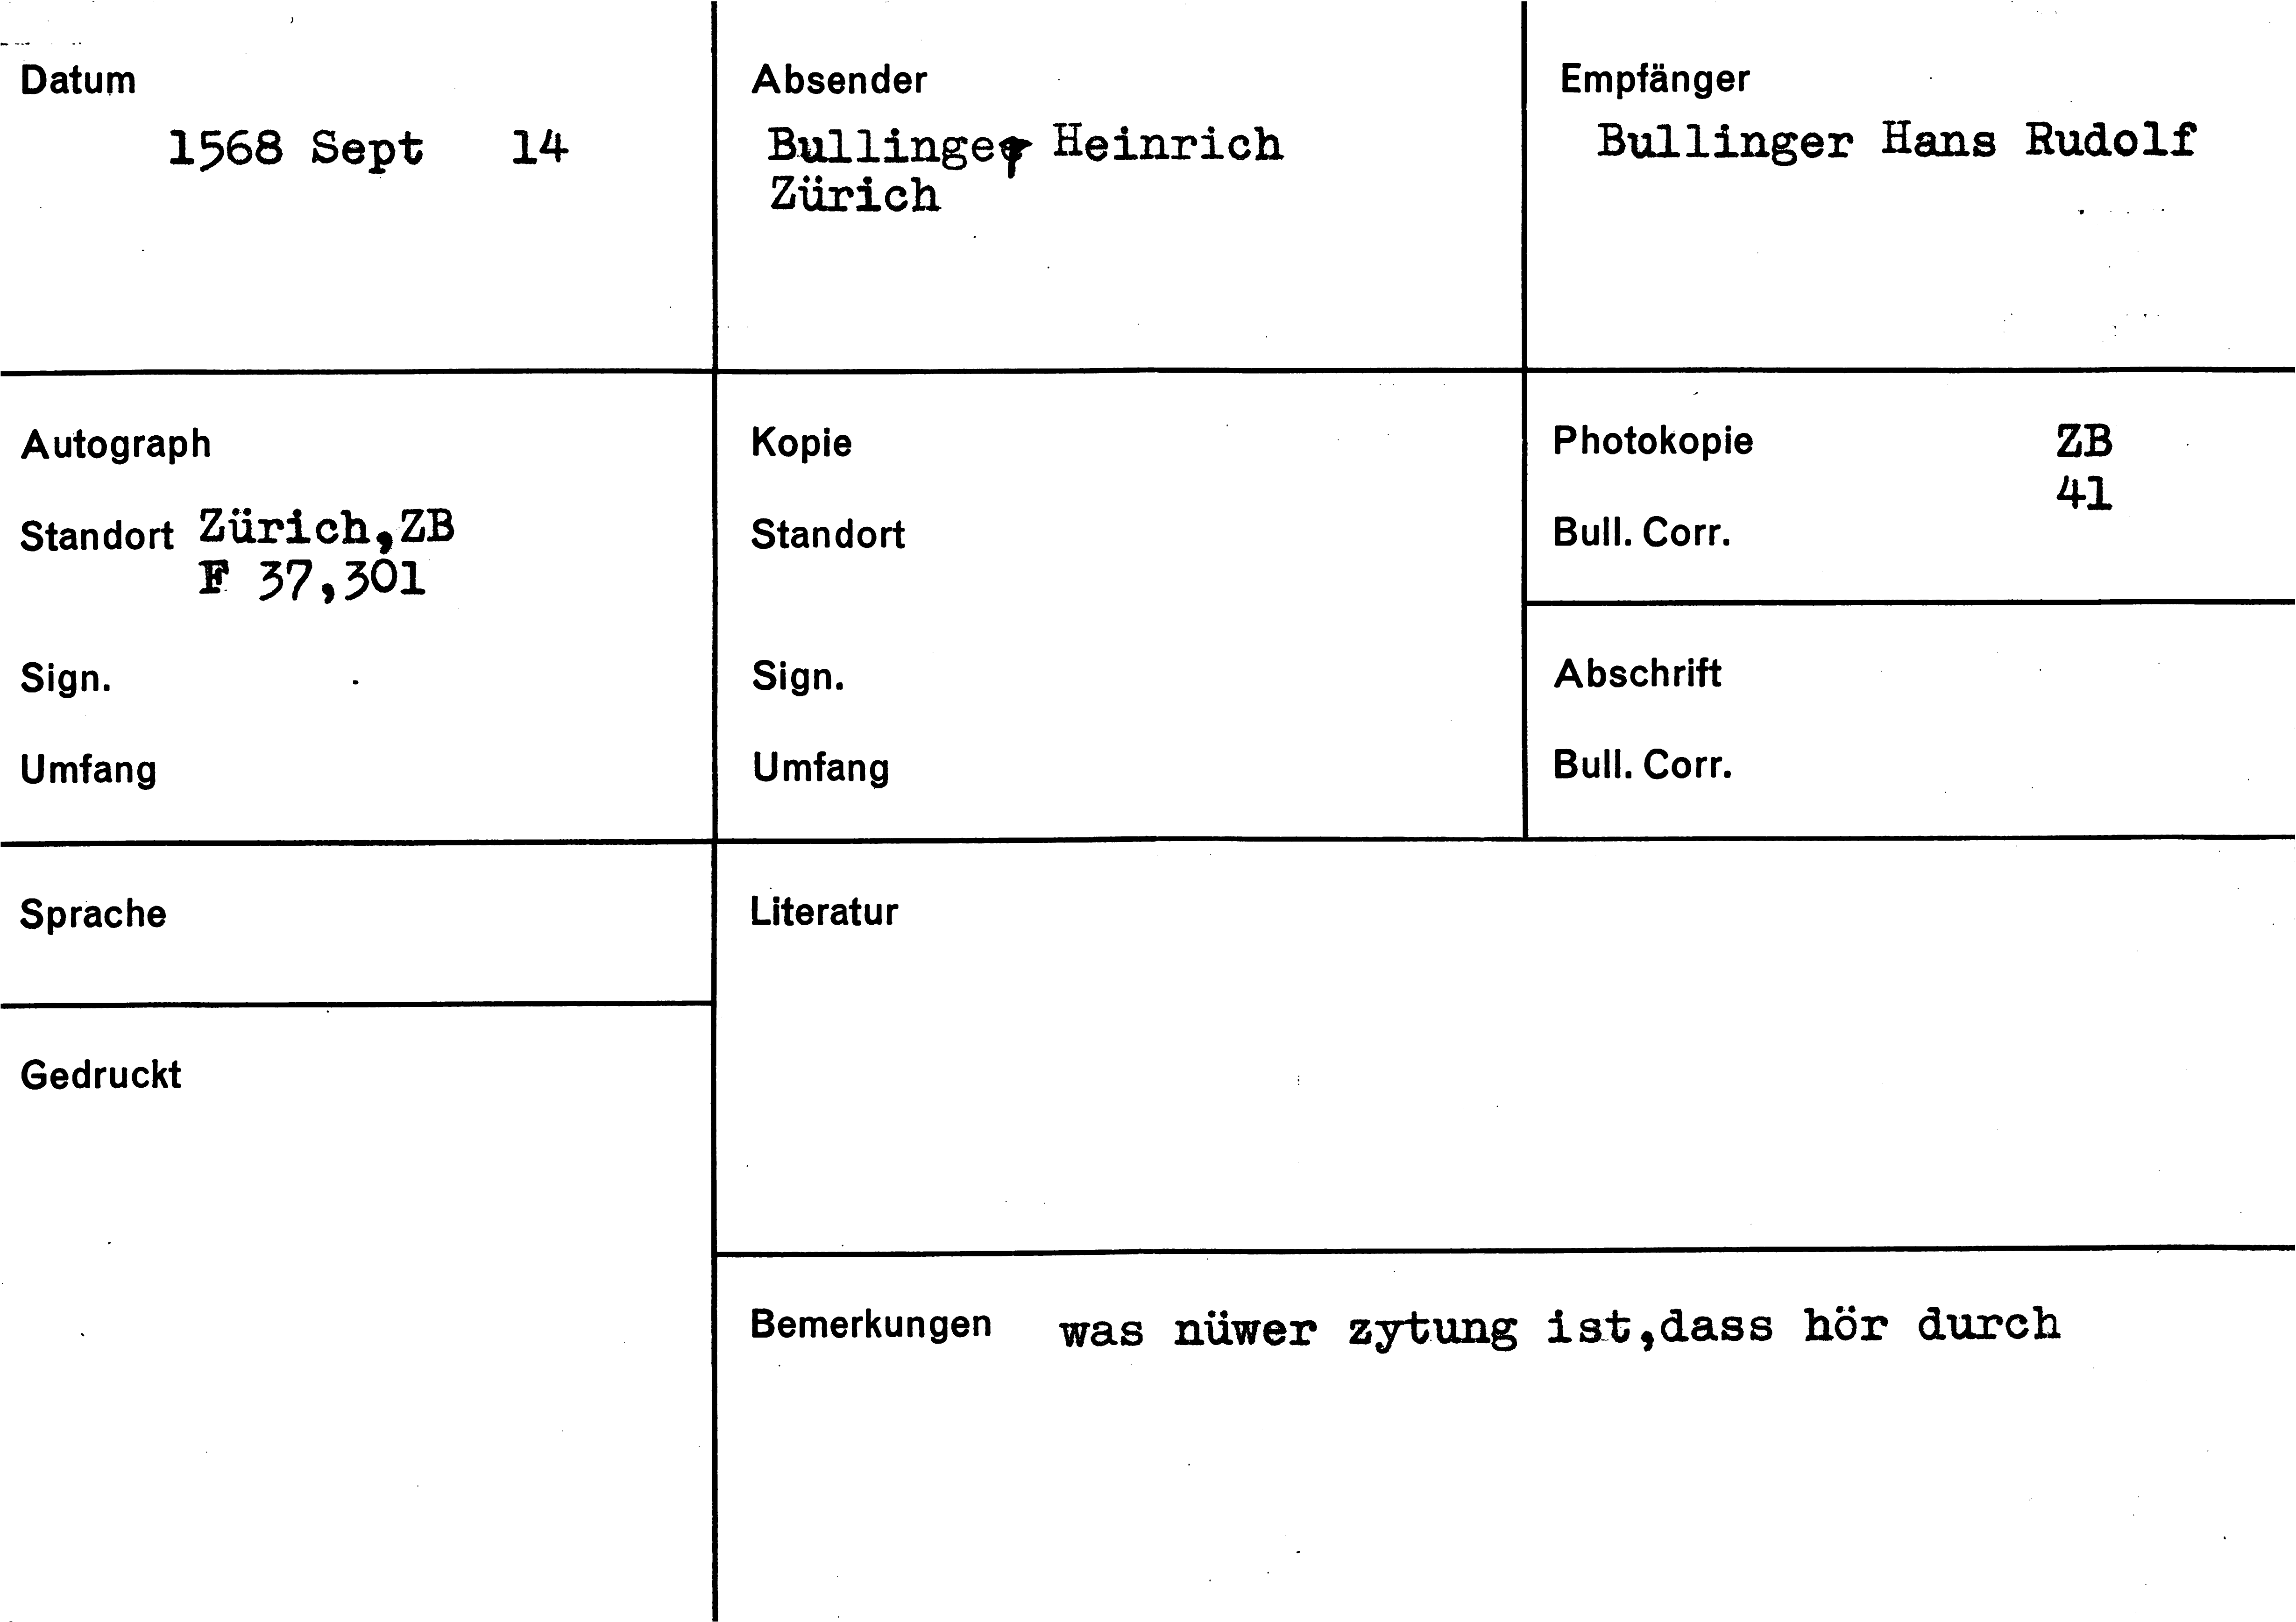 Datum
1568 Sept 14
Absender
Bullinger Heinrich
Zürich
Empfänger
Bullinger Hans Rudolf
Autograph
Standort Zürich,ZB
F 37,301
Sign.
Umfang
Kopie
Standort
Sign.
Umfang
Photokopie ZB
41
Bull. Corr.
Abschrift
Bull. Corr.
Sprache
Gedruckt
Literatur
Bemerkungen was nüwer zytung ist,dass hör durch